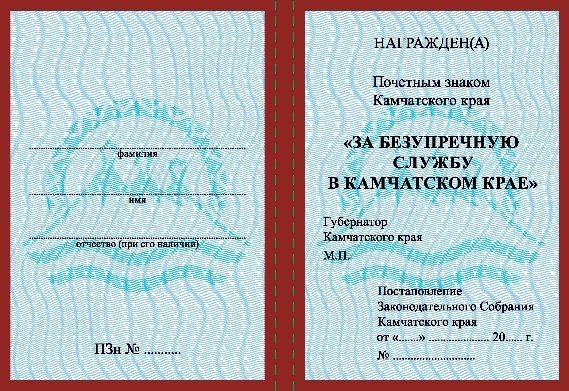 фамилия
имя
отчество (при его наличии)
ПЗн № ...........
НАГРАЖДЕН(А)
Почетным знаком
Камчатского края
«ЗА БЕЗУПРЕЧНУЮ
СЛУЖБУ
В КАМЧАТСКОМ КРАЕ»
Губернатор
Камчатского края
М.П.
Постановление
Законодательного Собрания
Камчатского края
от «......» ..................... 20...... г.
№ ...........................